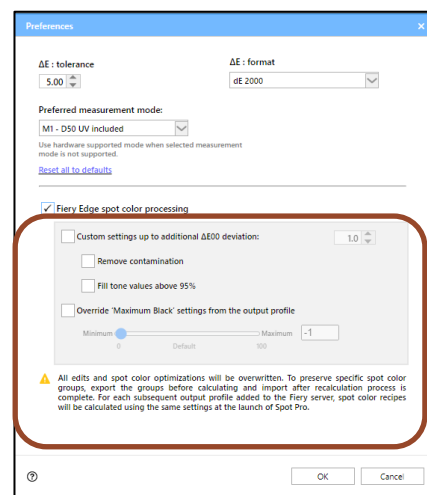 Preferences
ΔE : tolerance
ΔE : format
5.00
dE 2000
Preferred measurement mode:
M1 - D50 UV included
Use hardware supported mode when selected measurement
mode is not supported.
Reset all to defaults
Fiery Edge spot color processing
Custom settings up to additional ΔE00 deviation:
1.0
Remove contamination
Fill tone values above 95%
Override 'Maximum Black' settings from the output profile
Minimum
Maximum
-1
0
Default
100
All edits and spot color optimizations will be overwritten. To preserve specific spot color
groups, export the groups before calculating and import after recalculation process is
complete. For each subsequent output profile added to the Fiery server, spot color recipes
will be calculated using the same settings at the launch of Spot Pro.
OK
Cancel